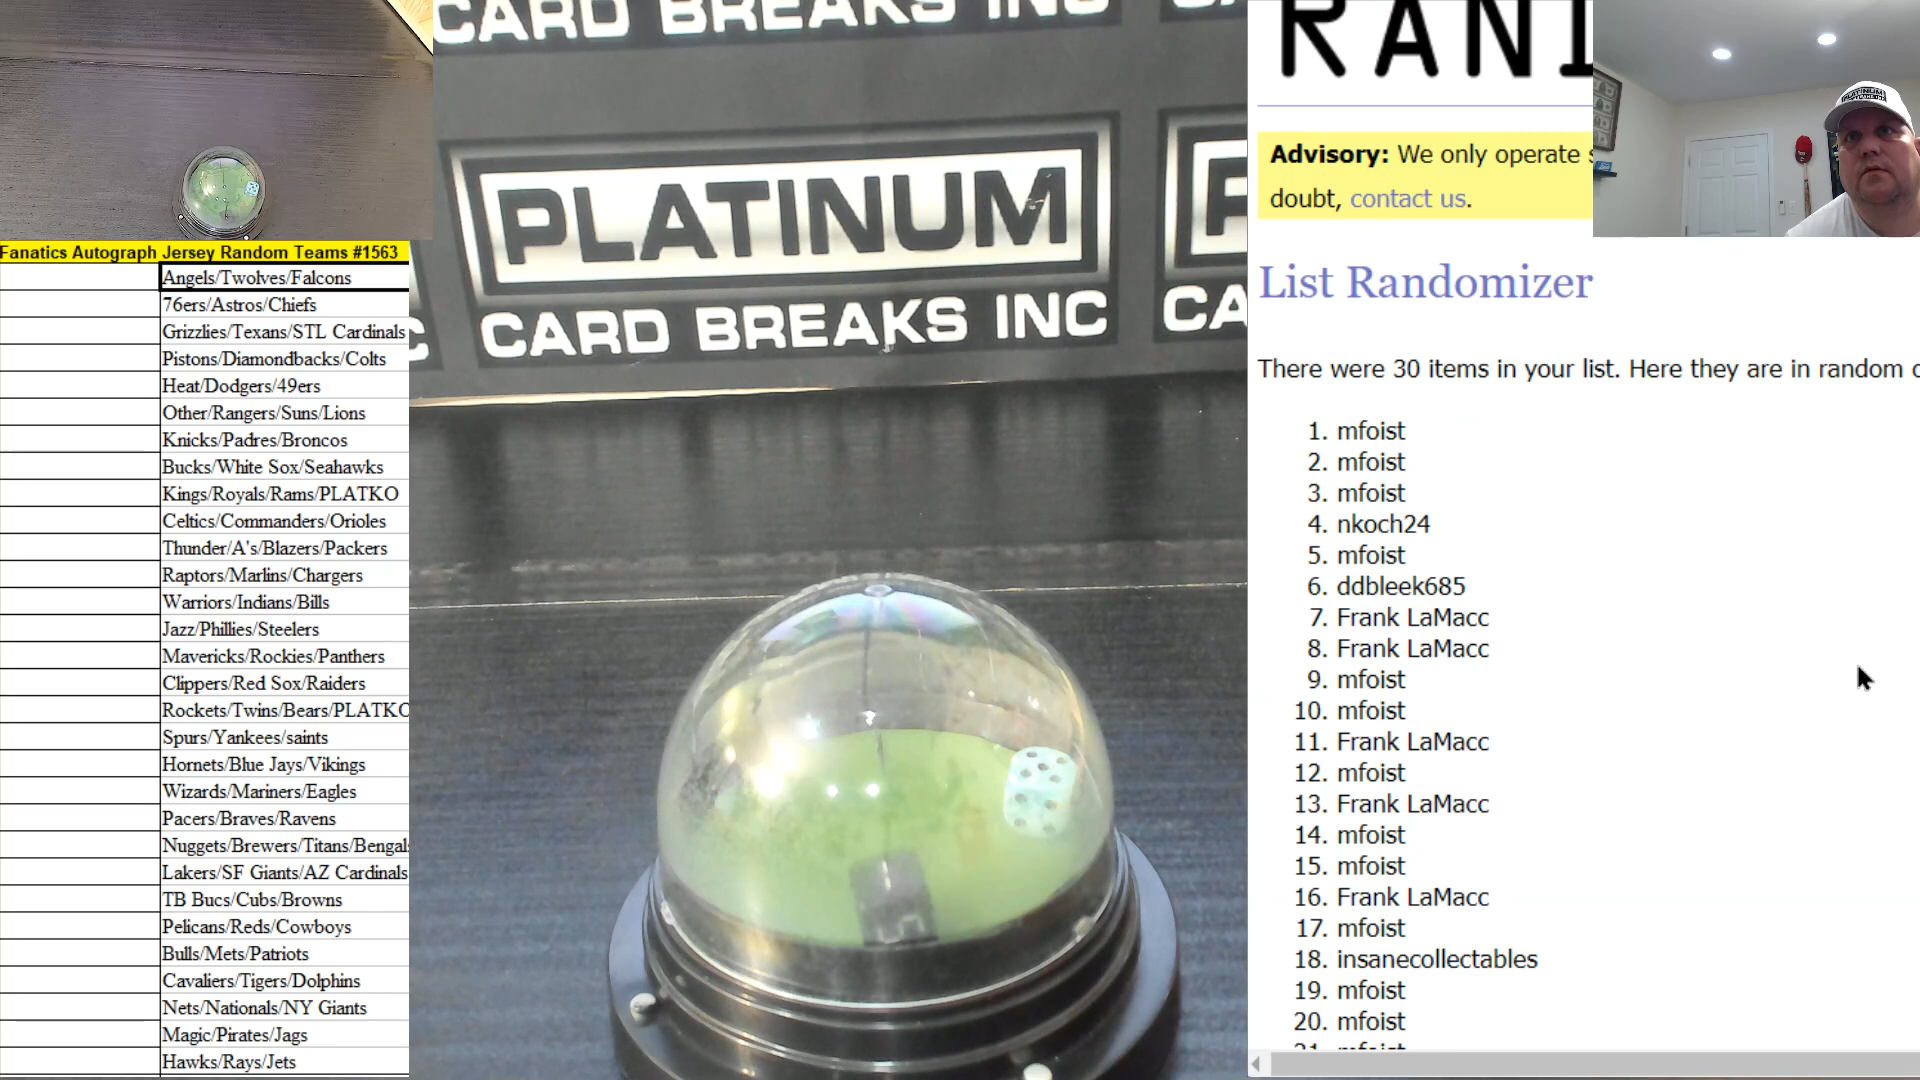 Fanatics Autograph Jersey Random Teams #1563
Angels/Twolves/Falcons
76ers/Astros/Chiefs
Grizzlies/Texans/STL Cardinals
Pistons/Diamondbacks/Colts
Heat/Dodgers/49ers
Other/Rangers/Suns/Lions
Knicks/Padres/Broncos
Bucks/White Sox/Seahawks
Kings/Royals/Rams/PLATKO
Celtics/Commanders/Orioles
Thunder/A's/Blazers/Packers
Raptors/Marlins/Chargers
Warriors/Indians/Bills
Jazz/Phillies/Steelers
Mavericks/Rockies/Panthers
Clippers/Red Sox/Raiders
Rockets/Twins/Bears/PLATKO
Spurs/Yankees/saints
Hornets/Blue Jays/Vikings
Wizards/Mariners/Eagles
Pacers/Braves/Ravens
Nuggets/Brewers/Titans/Bengals
Lakers/SF Giants/AZ Cardinals
TB Bucs/Cubs/Browns
Pelicans/Reds/Cowboys
Bulls/Mets/Patriots
Cavaliers/Tigers/Dolphins
Nets/Nationals/NY Giants
Magic/Pirates/Jags
Hawks/Rays/Jets
CARD BREAKS INC
PLATINUM
CARD BREAKS INC
CA
RAND
Advisory: We only operate
doubt, contact us.
PLATINUM
List Randomizer
There were 30 items in your list. Here they are in random
1. mfoist
2. mfoist
3. mfoist
4. nkoch24
5. mfoist
6. ddbleek685
7. Frank LaMacc
8. Frank LaMacc
9. mfoist
10. mfoist
11. Frank LaMacc
12. mfoist
13. Frank LaMacc
14. mfoist
15. mfoist
16. Frank LaMacc
17. mfoist
18. insanecollectables
19. mfoist
20. mfoist
21. mfoist